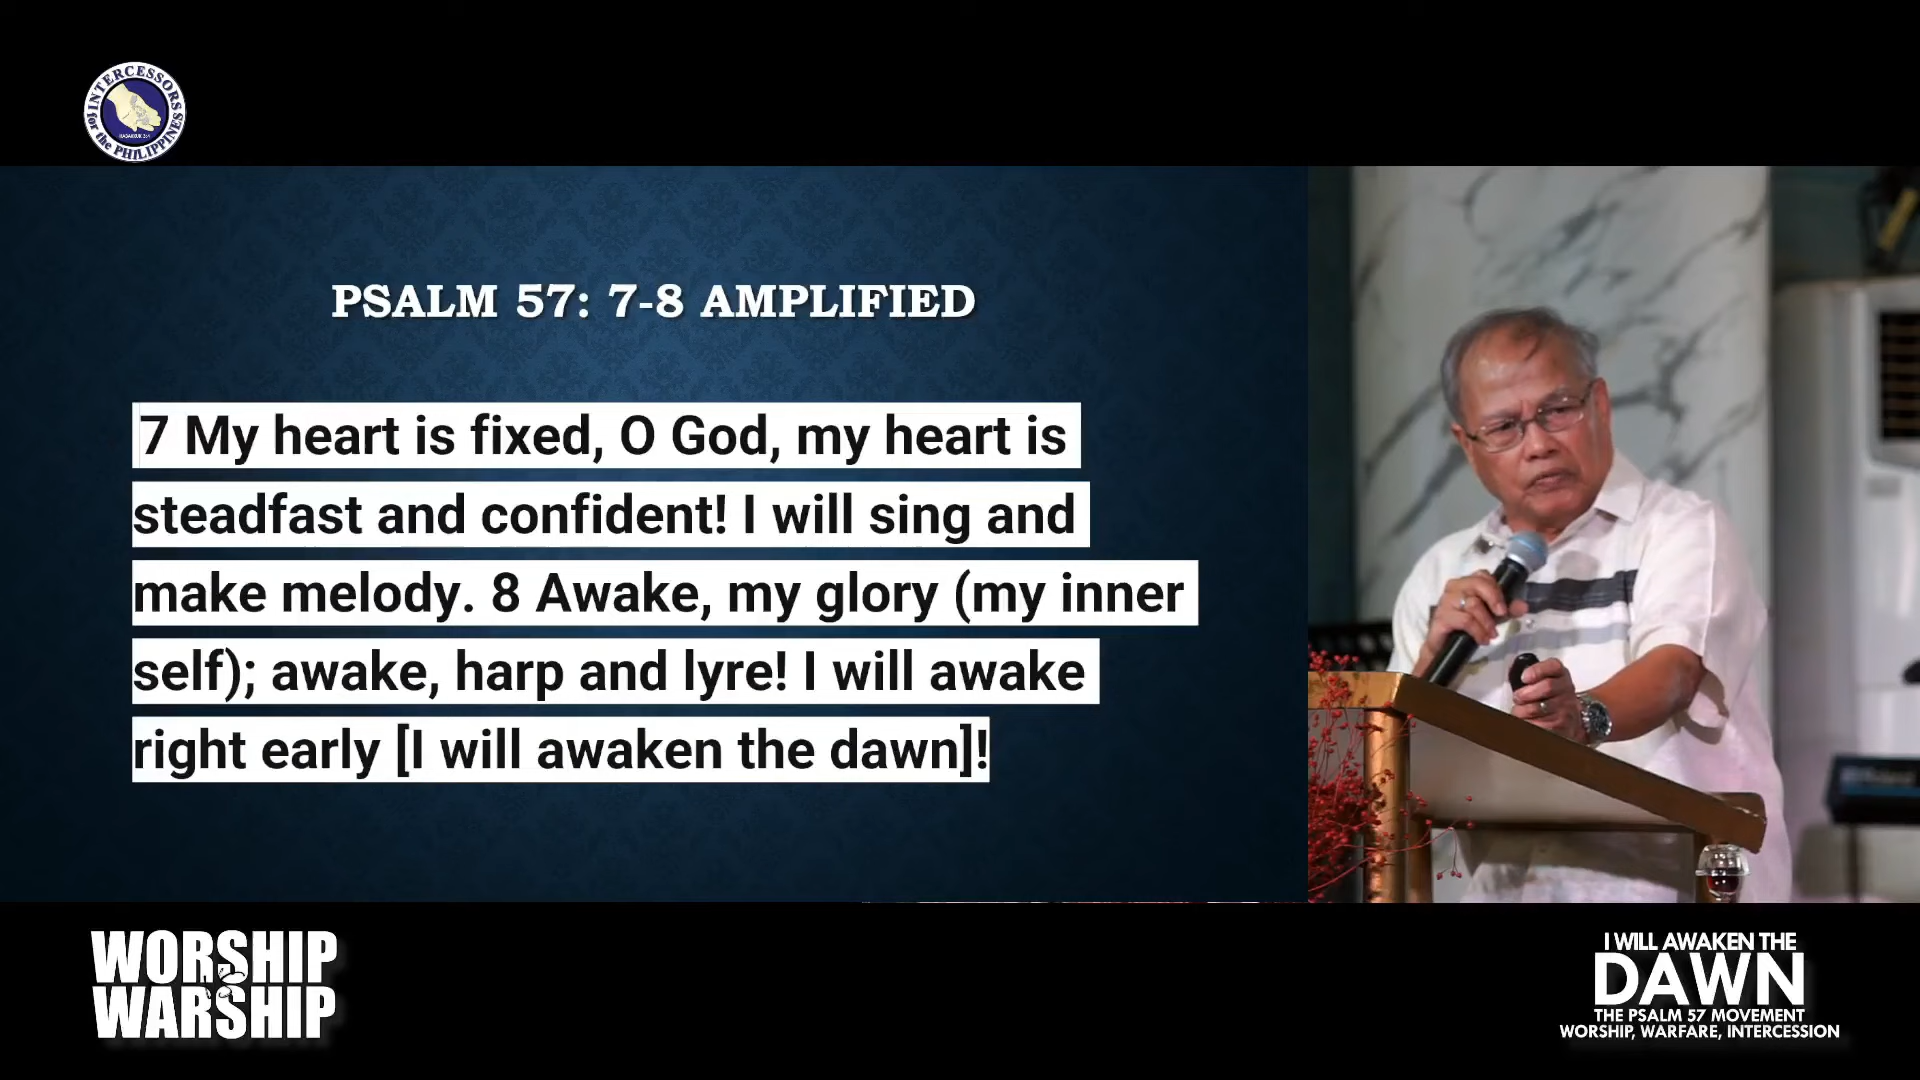 INTERCESSORS
for the PHILIPPINES
PSALM 57: 7-8 AMPLIFIED
7 My heart is fixed, O God, my heart is
steadfast and confident! I will sing and
make melody. 8 Awake, my glory (my inner
self); awake, harp and lyre! I will awake
right early [I will awaken the dawn]!
WORSHIP
WARSHIP
I WILL AWAKEN THE
DAWN
THE PSALM 57 MOVEMENT
WORSHIP, WARFARE, INTERCESSION